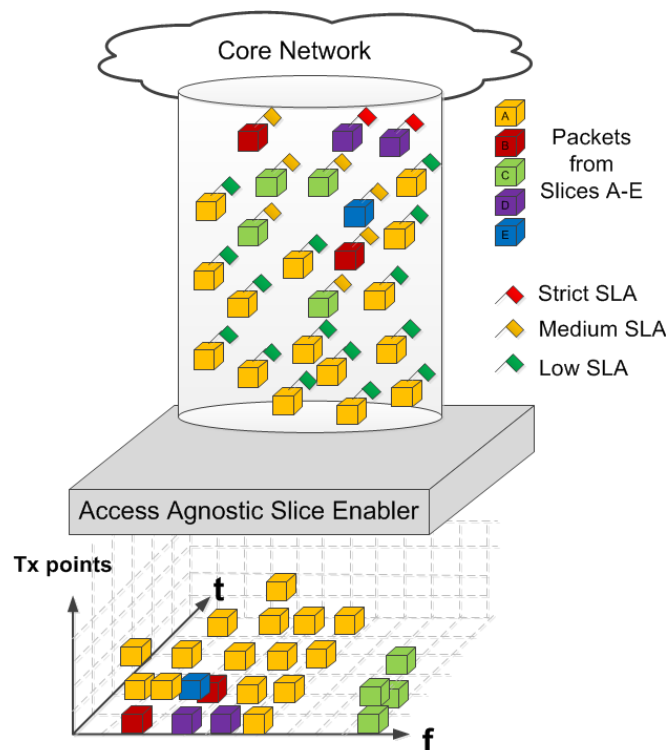 Core Network
A
B
C
D
E
Packets
from
Slices A-E
Strict SLA
Medium SLA
Low SLA
Access Agnostic Slice Enabler
Tx points
t
f